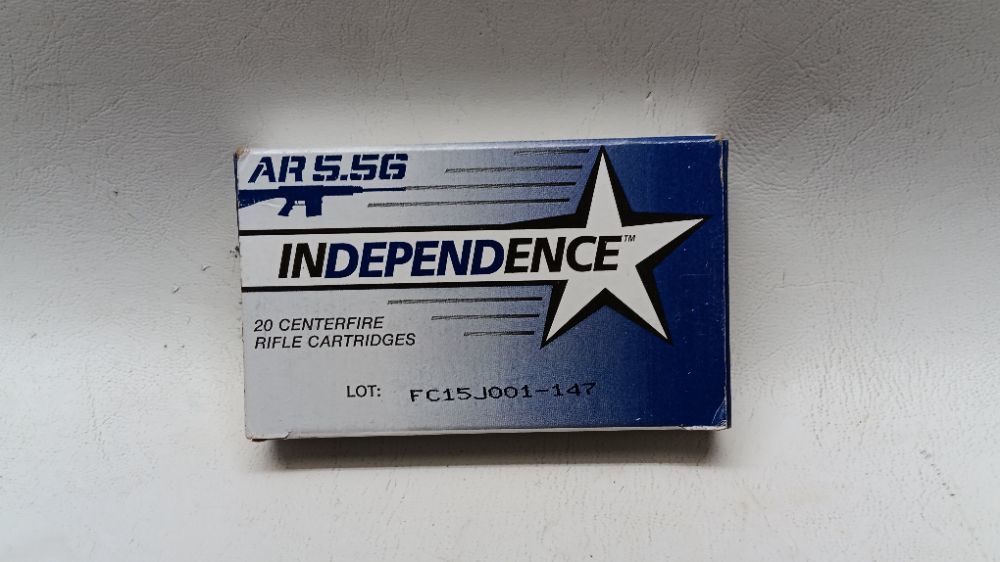 AR 5.56
INDEPENDENCE™
20 CENTERFIRE
RIFLE CARTRIDGES
LOT: FC15J001-147